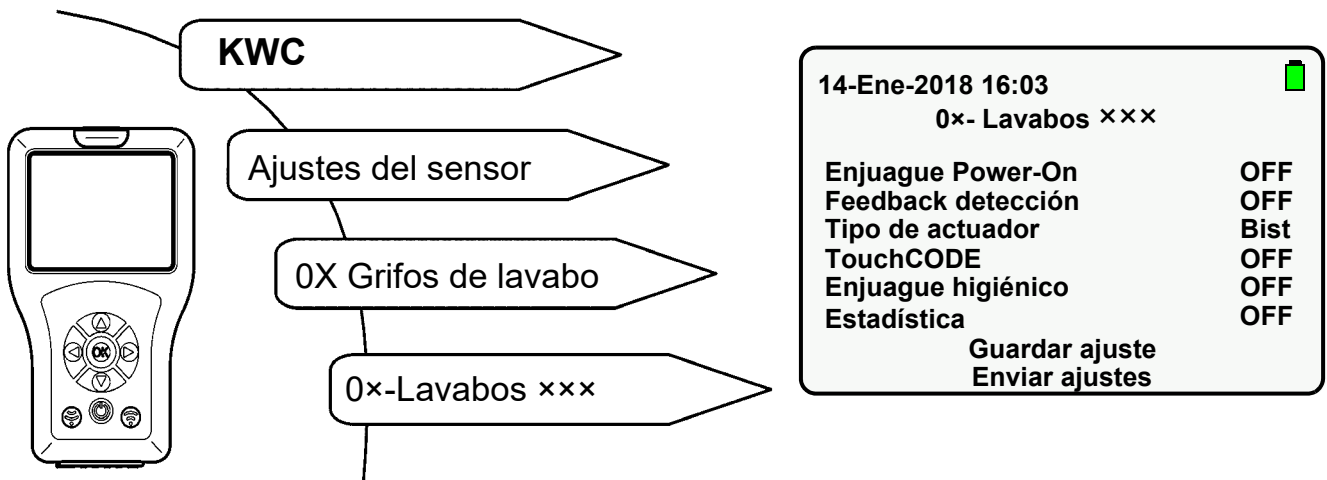 KWC
Ajustes del sensor
0X Grifos de lavabo
0×-Lavabos ×××
OK
14-Ene-2018 16:03
0×- Lavabos ×××
Enjuague Power-On OFF
Feedback detección OFF
Tipo de actuador Bist
TouchCODE OFF
Enjuague higiénico OFF
Estadística OFF
Guardar ajuste
Enviar ajustes